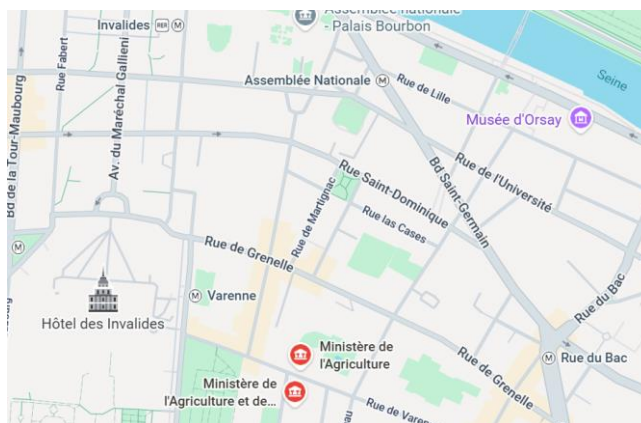 Assemblée nationale
- Palais Bourbon
Invalides RER M
Rue Fabert
Av. du Maréchal Gallieni
Bd de la Tour-Maubourg
Assemblée Nationale M
Rue de Lille
Seine
Musée d'Orsay
Rue de l'Université
Bd Saint-Germain
Rue Saint-Dominique
Rue de Martignac
Rue las Cases
Rue de Grenelle
M
M Varenne
Hôtel des Invalides
Rue du Bac
Ministère de
l'Agriculture
M Rue du Bac
Ministère de
l'Agriculture et de...
Rue de Grenelle
Rue de Varen